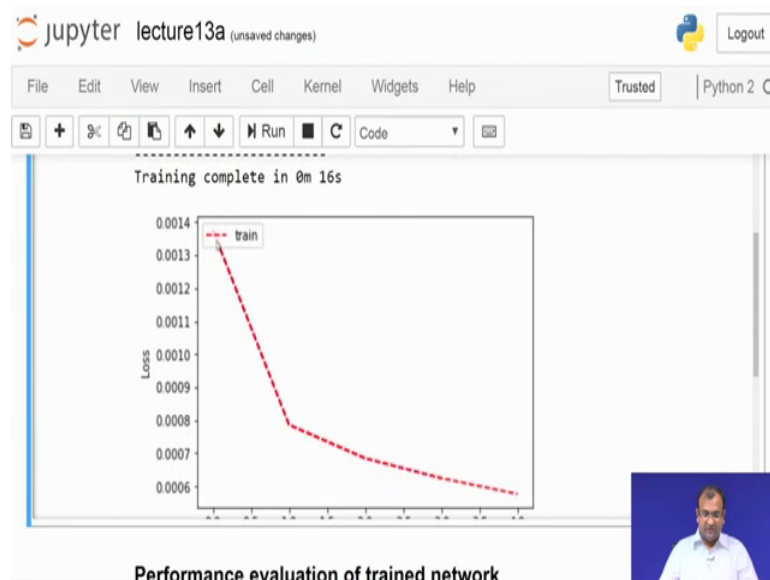 jupyter lecture13a (unsaved changes)
Logout
File Edit View Insert Cell Kernel Widgets Help Trusted Python 2
Run Code
Training complete in 0m 16s
0.0014
train
0.0013
0.0012
0.0011
0.0010
Loss
0.0009
0.0008
0.0007
0.0006
Performance evaluation of trained network